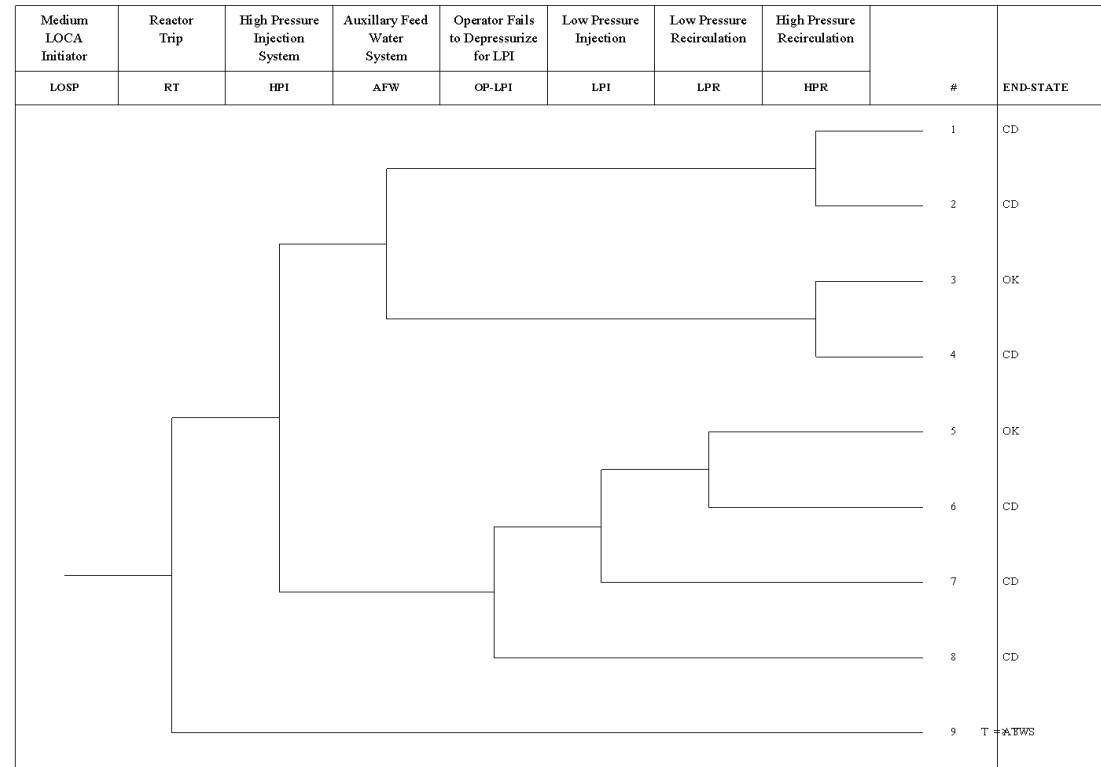 Medium LOCA Initiator
Reactor Trip
High Pressure Injection System
Auxillary Feed Water System
Operator Fails to Depressurize for LPI
Low Pressure Injection
Low Pressure Recirculation
High Pressure Recirculation
LOSP RT HPI AFW OP-LPI LPI LPR HPR # END-STATE
1 CD
2 CD
3 OK
4 CD
5 OK
6 CD
7 CD
8 CD
9 T => ATWS